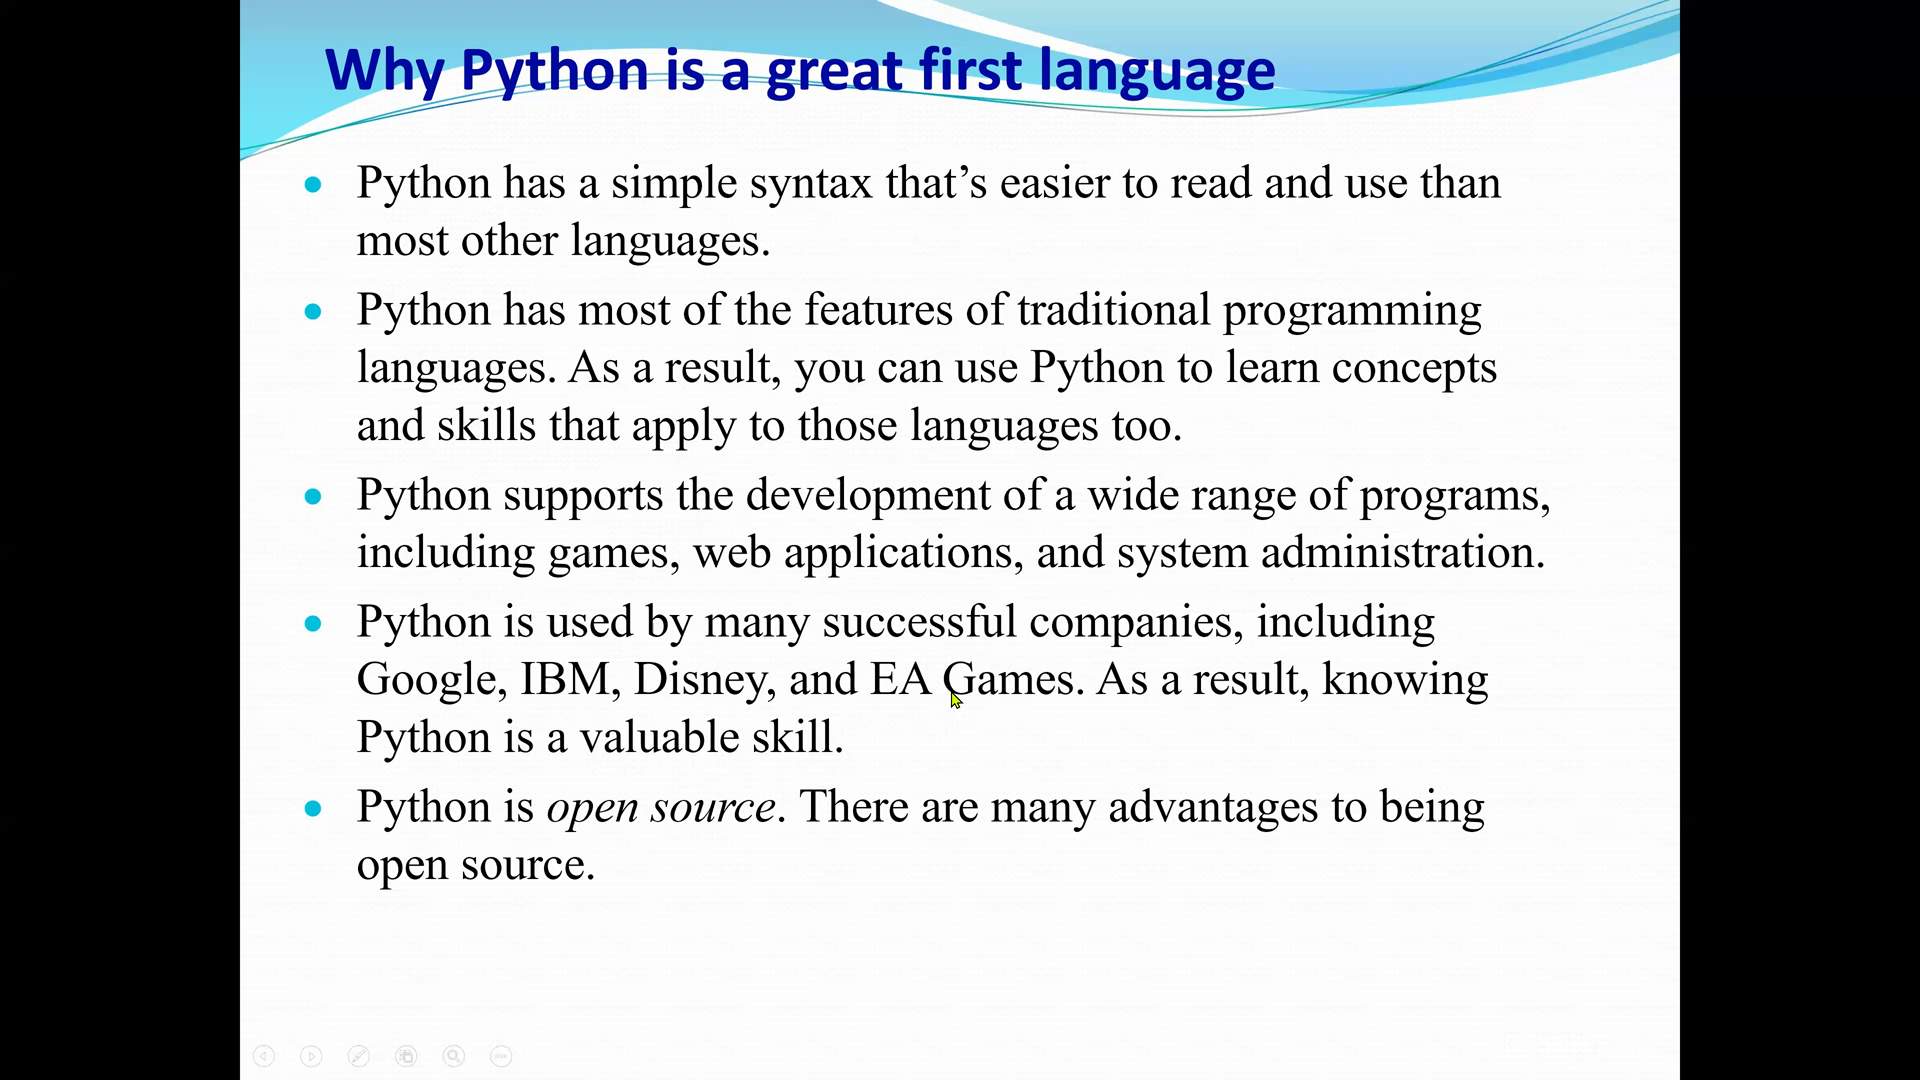 Why Python is a great first language
• Python has a simple syntax that’s easier to read and use than
most other languages.
• Python has most of the features of traditional programming
languages. As a result, you can use Python to learn concepts
and skills that apply to those languages too.
• Python supports the development of a wide range of programs,
including games, web applications, and system administration.
• Python is used by many successful companies, including
Google, IBM, Disney, and EA Games. As a result, knowing
Python is a valuable skill.
• Python is open source. There are many advantages to being
open source.